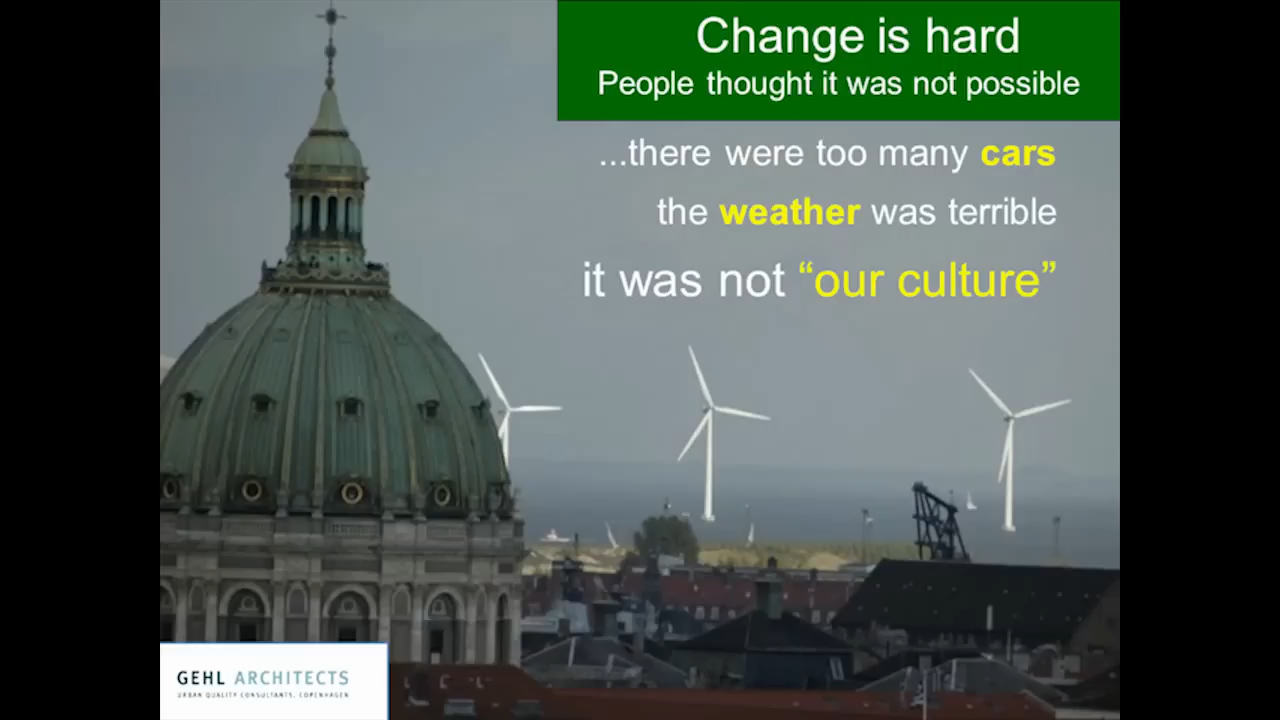 Change is hard
People thought it was not possible
...there were too many cars
the weather was terrible
it was not “our culture”
GEHL ARCHITECTS
URBAN QUALITY CONSULTANTS, COPENHAGEN